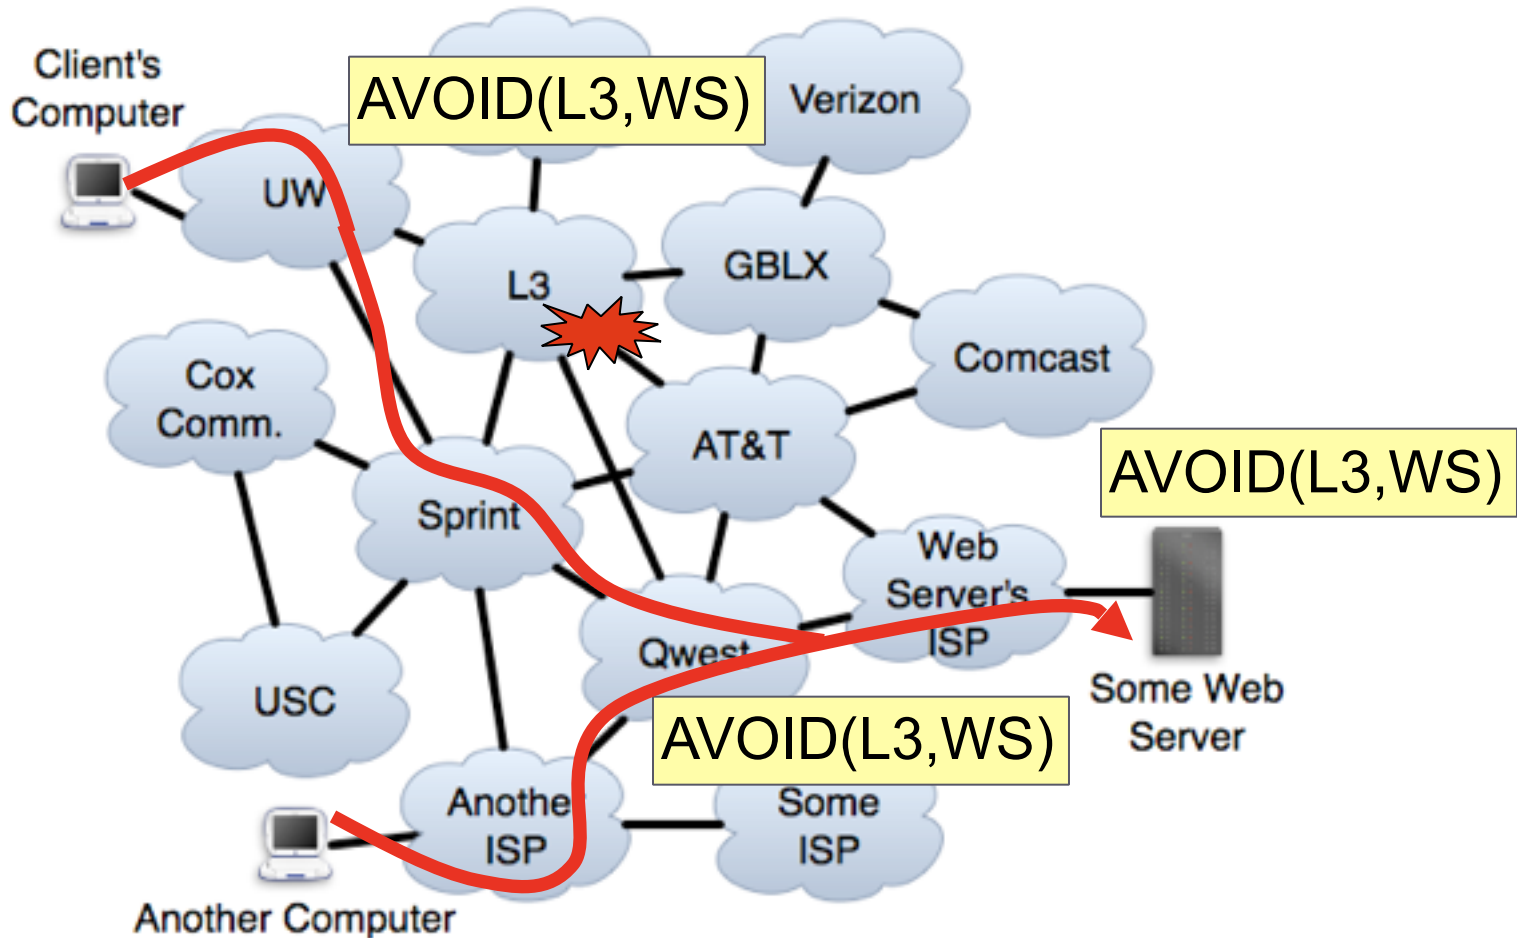 Client's
Computer
AVOID(L3,WS)
Verizon
UW
L3
GBLX
Comcast
Cox
Comm.
AT&T
AVOID(L3,WS)
Sprint
Web
Server's
ISP
Qwest
USC
Some Web
Server
AVOID(L3,WS)
Another
ISP
Some
ISP
Another Computer